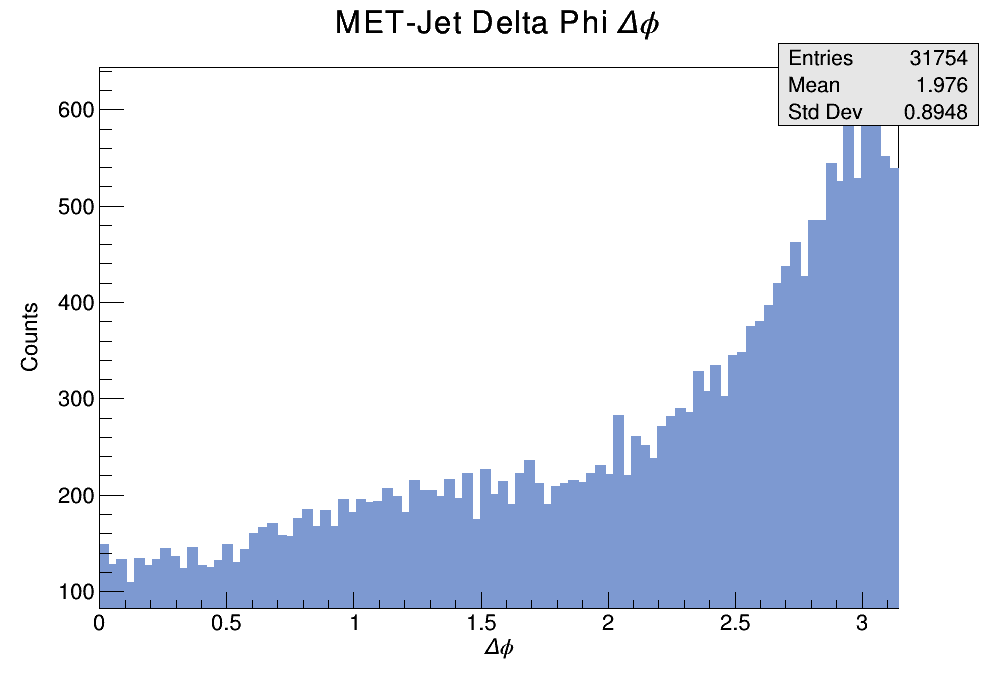 MET-Jet Delta Phi Δϕ
Entries 31754
Mean 1.976
Std Dev 0.8948
600
500
400
300
200
100
Counts
0 0.5 1 1.5 2 2.5 3
Δϕ